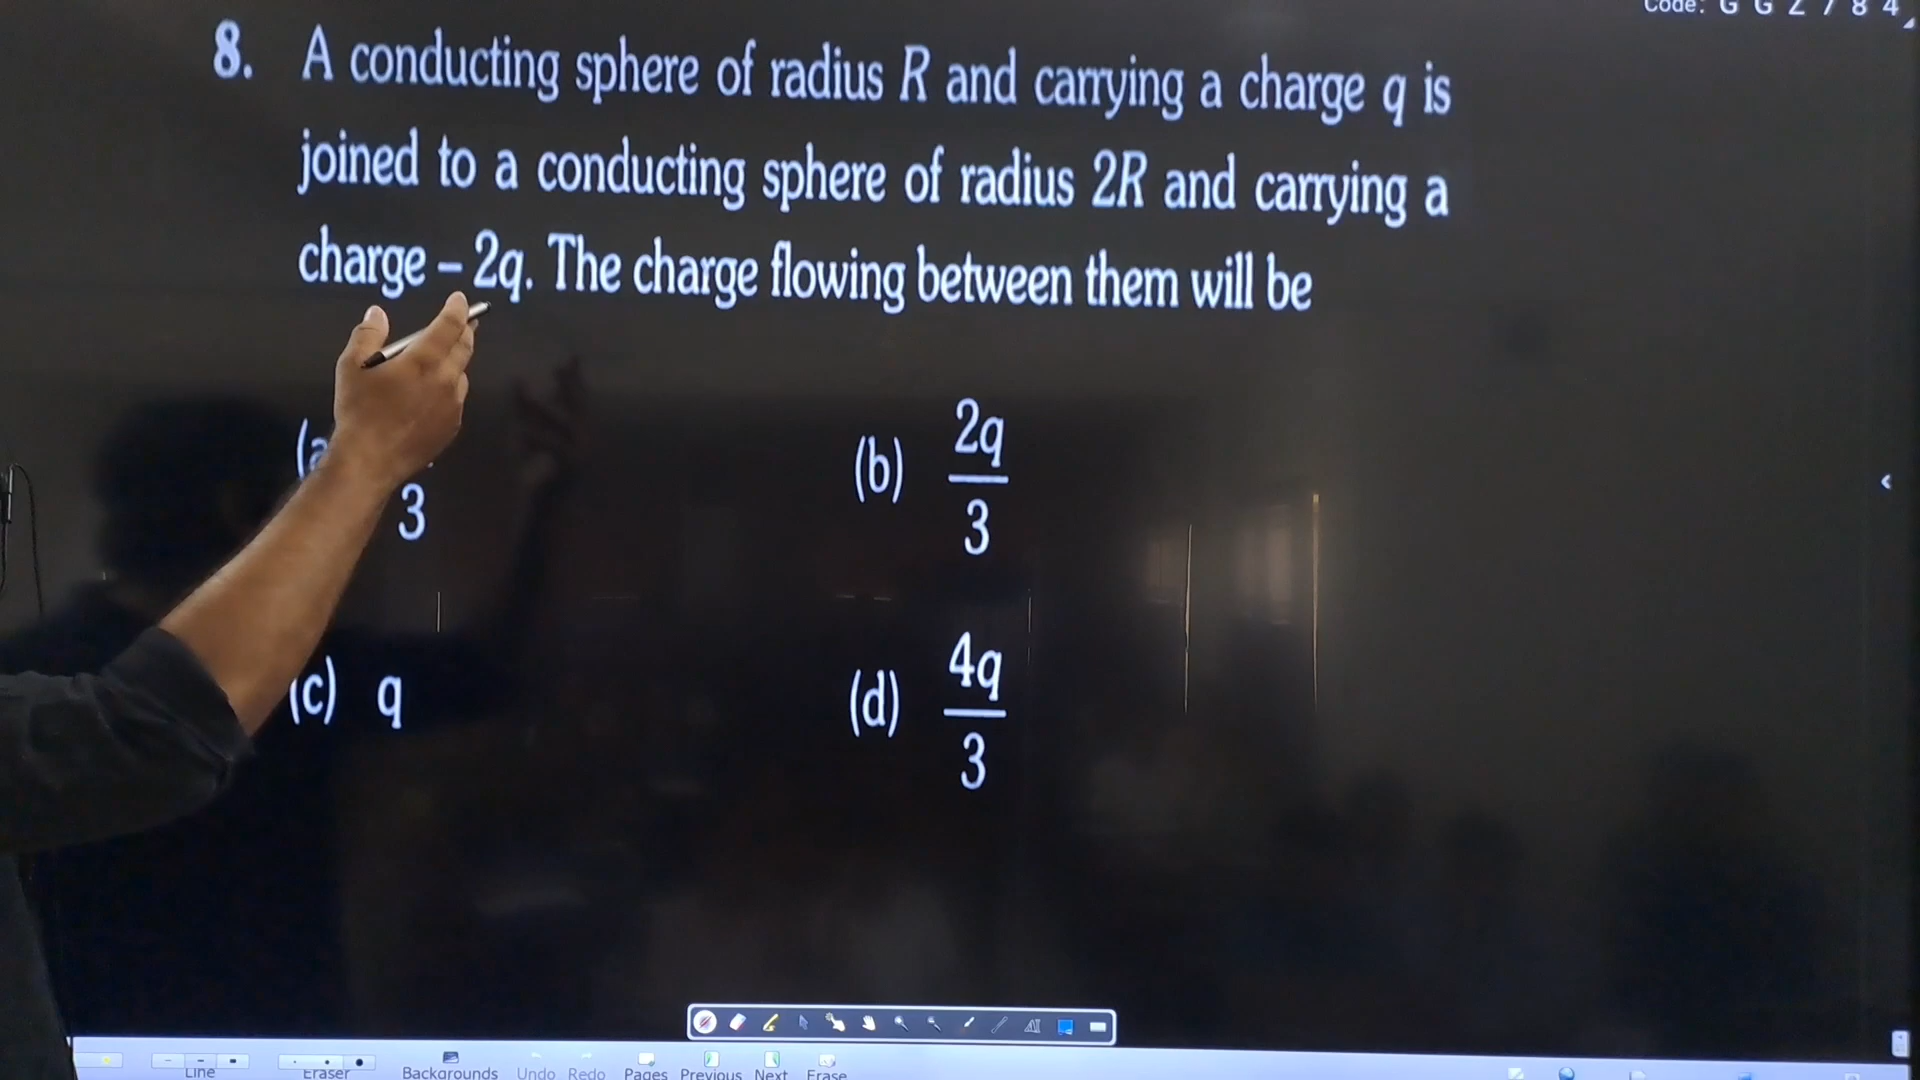 Code: G G Z 7 8 4
8. A conducting sphere of radius R and carrying a charge q is
joined to a conducting sphere of radius 2R and carrying a
charge – 2q. The charge flowing between them will be
(a 3
(b) 2q/3
(c) q
(d) 4q/3
Line Eraser Backgrounds Undo Redo Pages Previous Next Erase